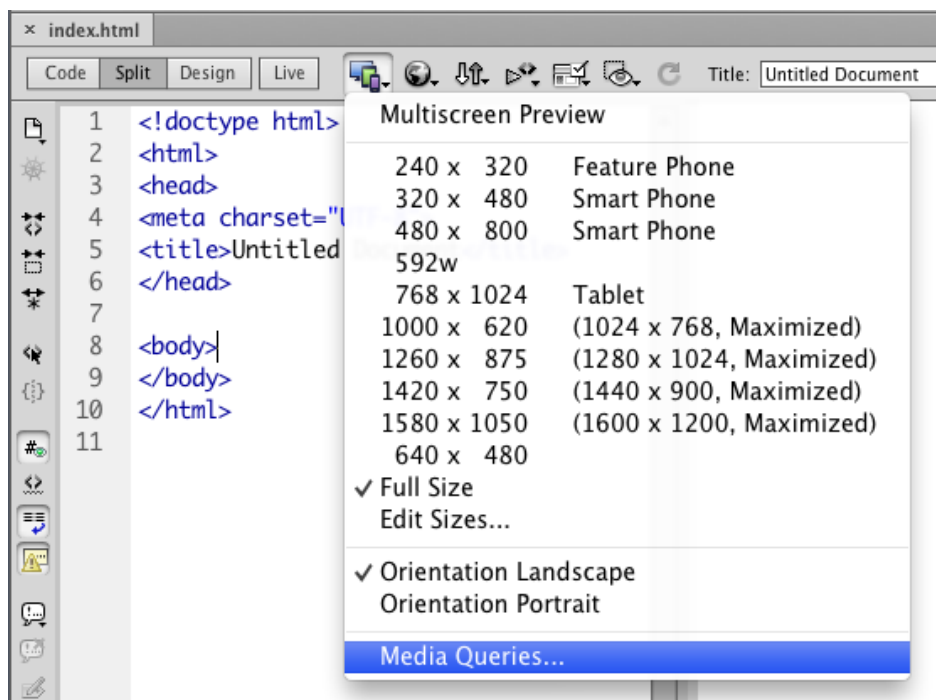 × index.html
Code Split Design Live Title: Untitled Document
Multiscreen Preview
240 x 320 Feature Phone
320 x 480 Smart Phone
480 x 800 Smart Phone
592w
768 x 1024 Tablet
1000 x 620 (1024 x 768, Maximized)
1260 x 875 (1280 x 1024, Maximized)
1420 x 750 (1440 x 900, Maximized)
1580 x 1050 (1600 x 1200, Maximized)
640 x 480
✓ Full Size
Edit Sizes...
✓ Orientation Landscape
Orientation Portrait
Media Queries...
1 <!doctype html>
2 <html>
3 <head>
4 <meta charset="UTF-
5 <title>Untitled Document</title>
6 </head>
7
8 <body>
9 </body>
10 </html>
11